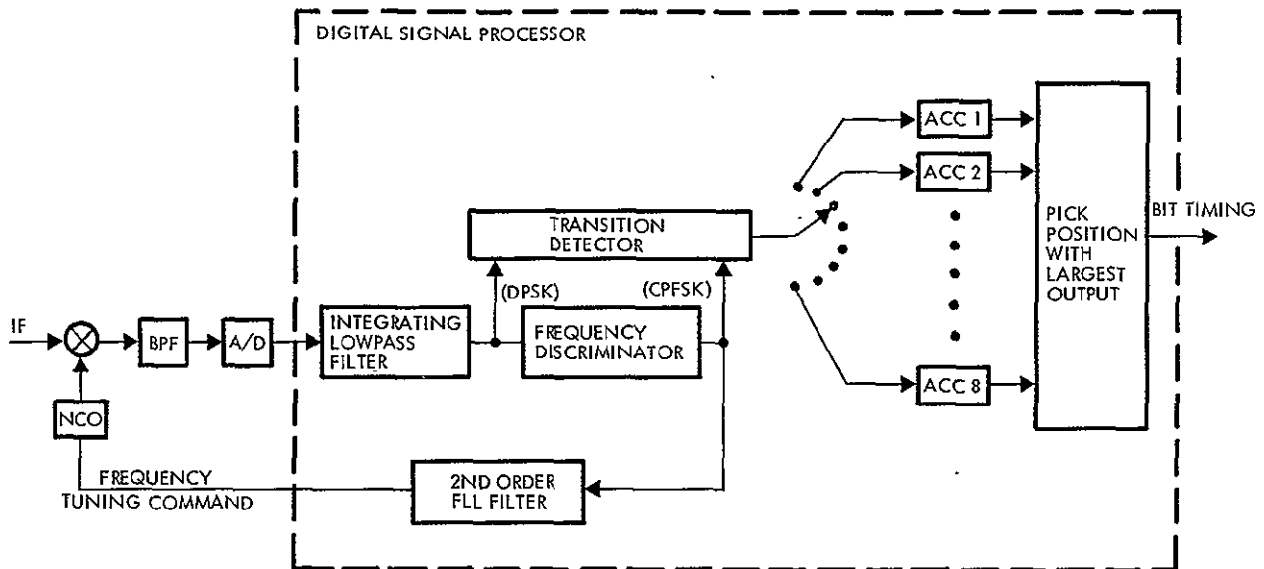 DIGITAL SIGNAL PROCESSOR
ACC 1
ACC 2
TRANSITION
DETECTOR
PICK
POSITION
WITH
LARGEST
OUTPUT
BIT TIMING
(DPSK)
(CPFSK)
IF
BPF
A/D
INTEGRATING
LOWPASS
FILTER
FREQUENCY
DISCRIMINATOR
ACC 8
NCO
FREQUENCY
TUNING COMMAND
2ND ORDER
FLL FILTER